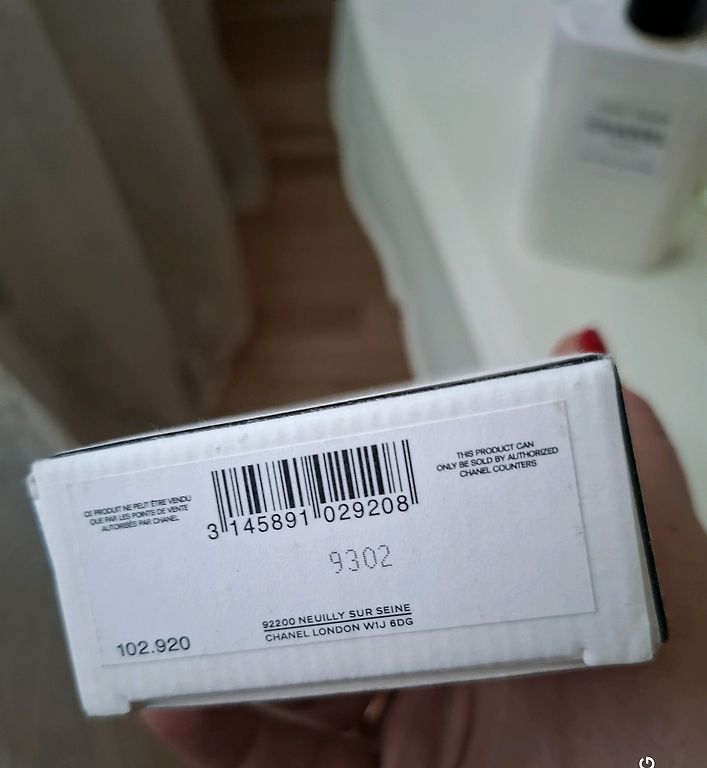 CE PRODUIT NE PEUT ÊTRE VENDU
QUE PAR LES POINTS DE VENTE
AUTORISÉS PAR CHANEL
THIS PRODUCT CAN
ONLY BE SOLD BY AUTHORIZED
CHANEL COUNTERS
3 145891 029208
9302
92200 NEUILLY SUR SEINE
CHANEL LONDON W1J 6DG
102.920
CHANEL
G